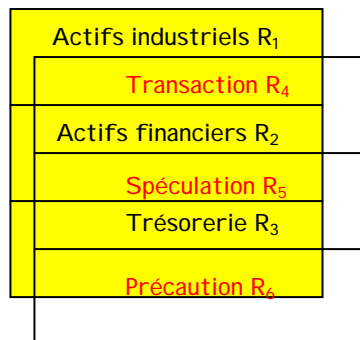 Actifs industriels R₁
Transaction R₄
Actifs financiers R₂
Spéculation R₅
Trésorerie R₃
Précaution R₆